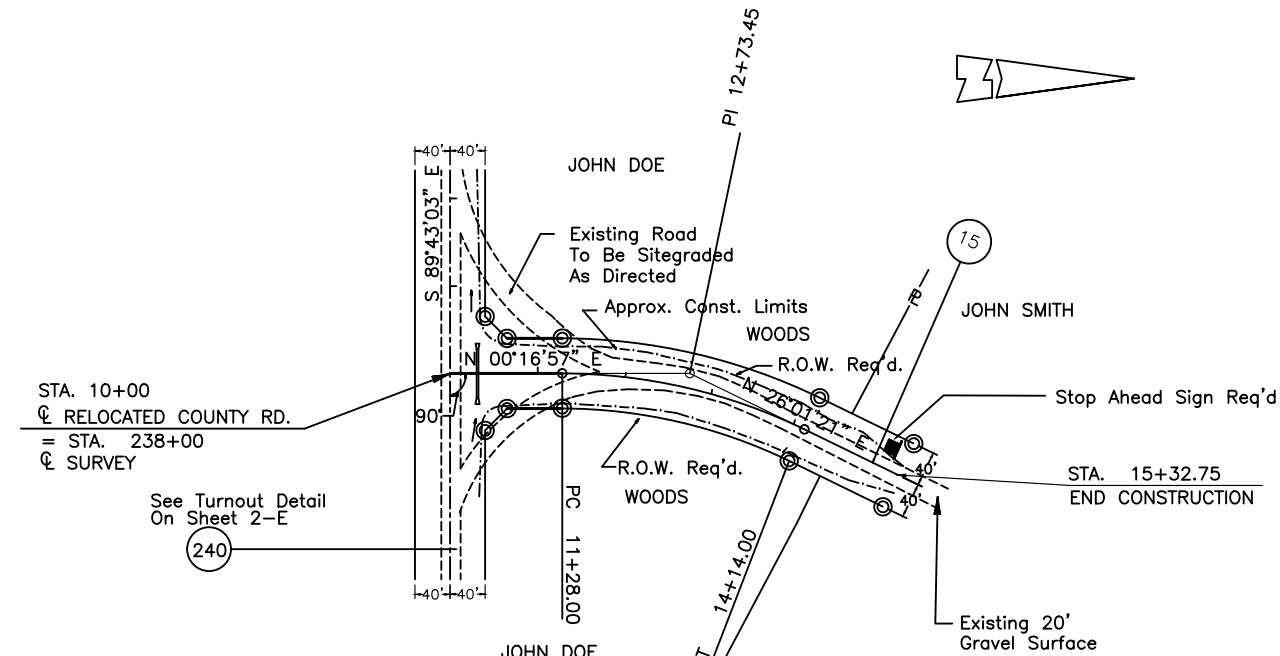 PI 12+73.45
40'
40'
JOHN DOE
S 89°43'03" E
Existing Road
To Be Sitegraded
As Directed
15
Approx. Const. Limits
WOODS
PL
JOHN SMITH
N 00°16'57" E
R.O.W. Req'd.
N 26°01'21" E
Stop Ahead Sign Req'd
STA. 10+00
℄ RELOCATED COUNTY RD.
= STA. 238+00
℄ SURVEY
90°
R.O.W. Req'd.
WOODS
40'
40'
STA. 15+32.75
END CONSTRUCTION
See Turnout Detail
On Sheet 2-E
240
PC 11+28.00
14+14.00
40'
40'
Existing 20'
Gravel Surface
JOHN DOE
T